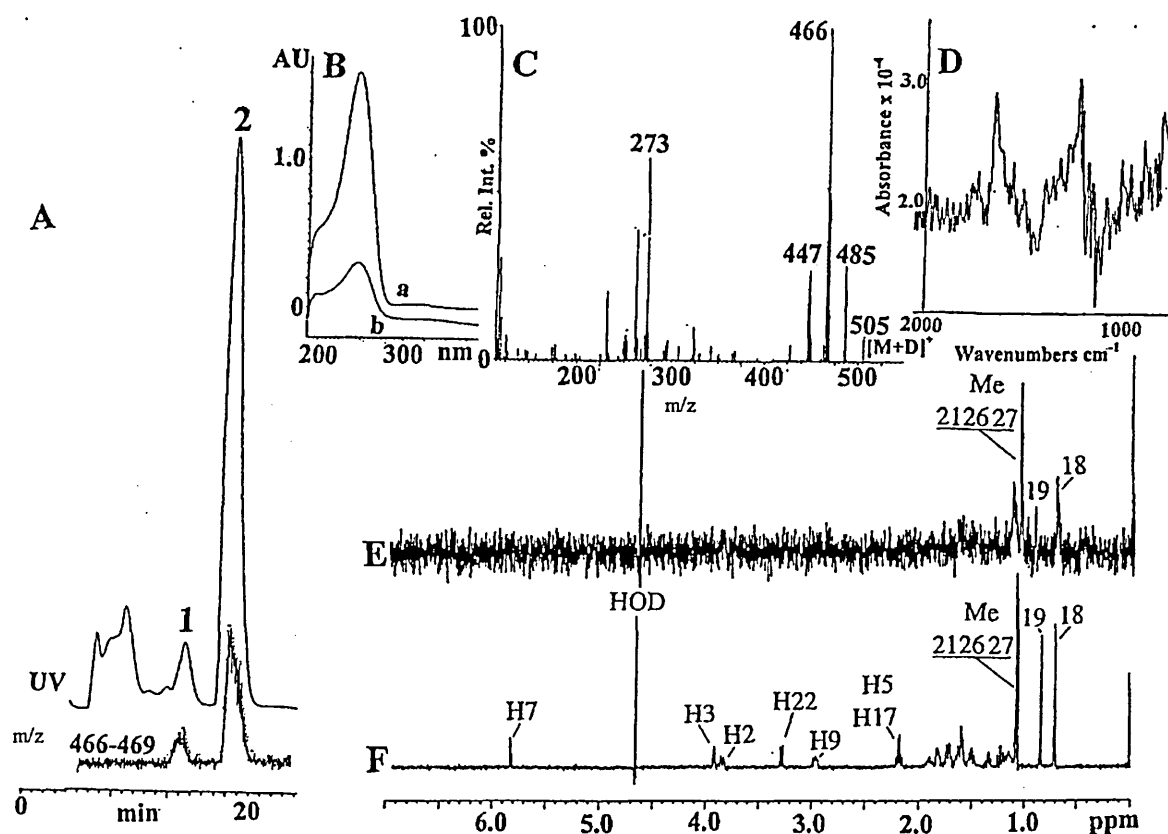 A
2
1
UV
m/z
466-469
0
min
20
AU
B
1.0
0
a
b
200
300
nm
100
C
466
273
447
485
505
[M+D]⁺
Rel. Int. %
0
200
300
400
500
m/z
D
3.0
2.0
Absorbance x 10⁻⁴
2000
1000
Wavenumbers cm⁻¹
Me
212627
19
18
E
HOD
Me
212627
19
18
H7
H3
H2
H22
H9
H5
H17
F
6.0
5.0
4.0
3.0
2.0
1.0
ppm